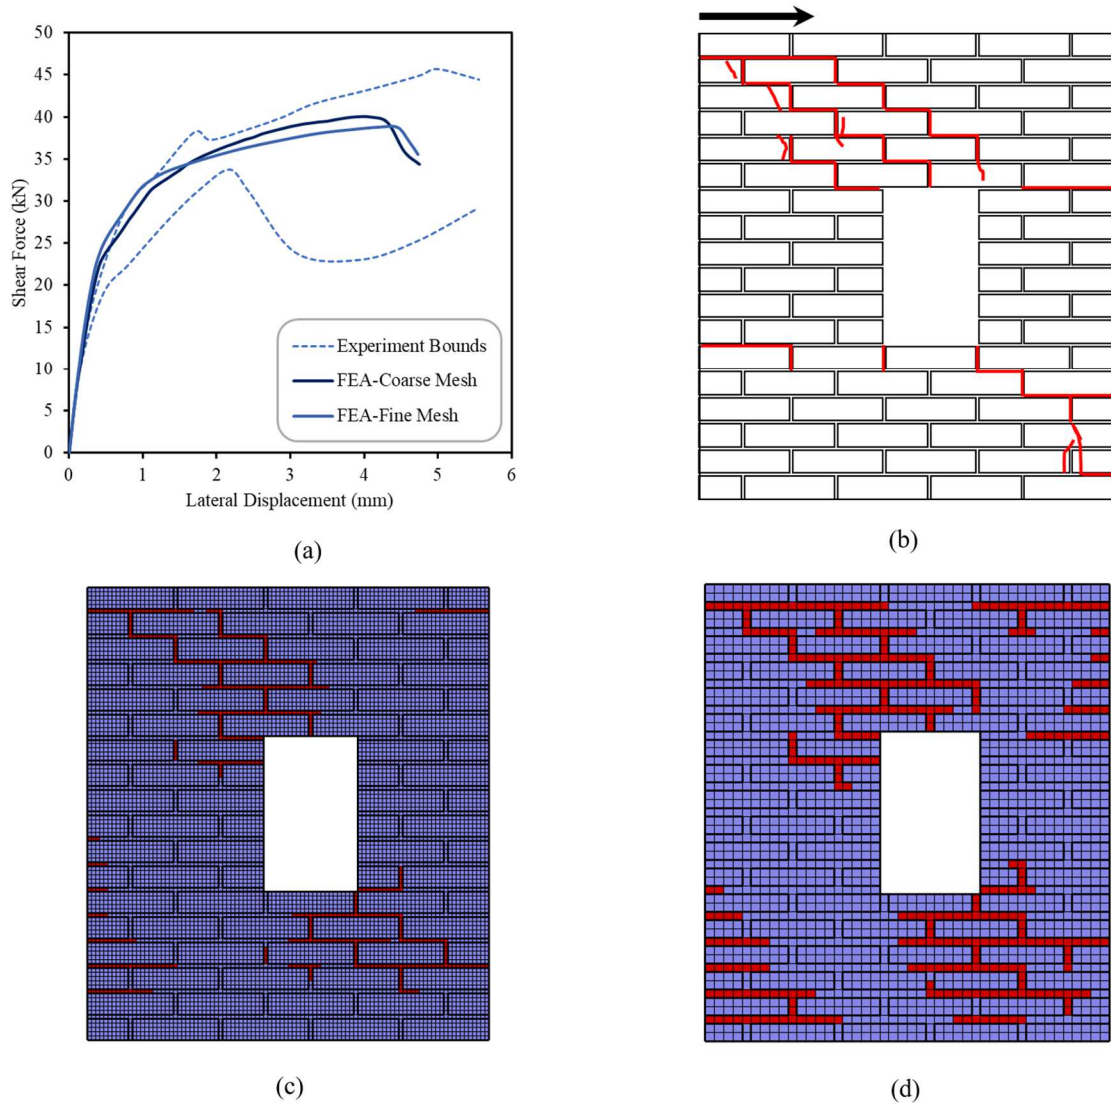 50
45
40
35
30
25
20
15
10
5
0
Shear Force (kN)
Experiment Bounds
FEA-Coarse Mesh
FEA-Fine Mesh
0 1 2 3 4 5 6
Lateral Displacement (mm)
(a)
(b)
(c)
(d)